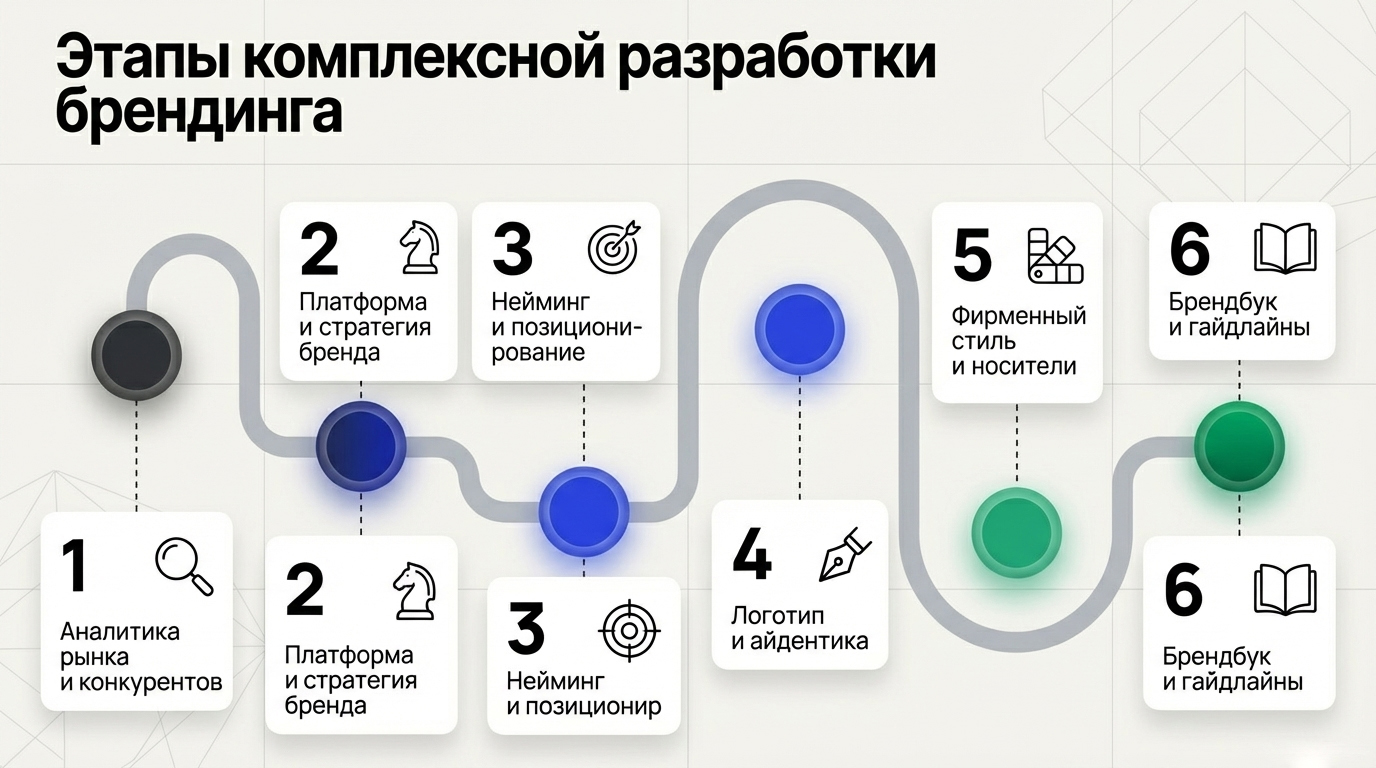 Этапы комплексной разработки
брендинга
2
Платформа
и стратегия
бренда
3
Нейминг
и позициони-
рование
5
Фирменный
стиль
и носители
6
Брендбук
и гайдлайны
1
Аналитика
рынка
и конкурентов
2
Платформа
и стратегия
бренда
3
Нейминг
и позиционир
4
Логотип
и айдентика
6
Брендбук
и гайдлайны